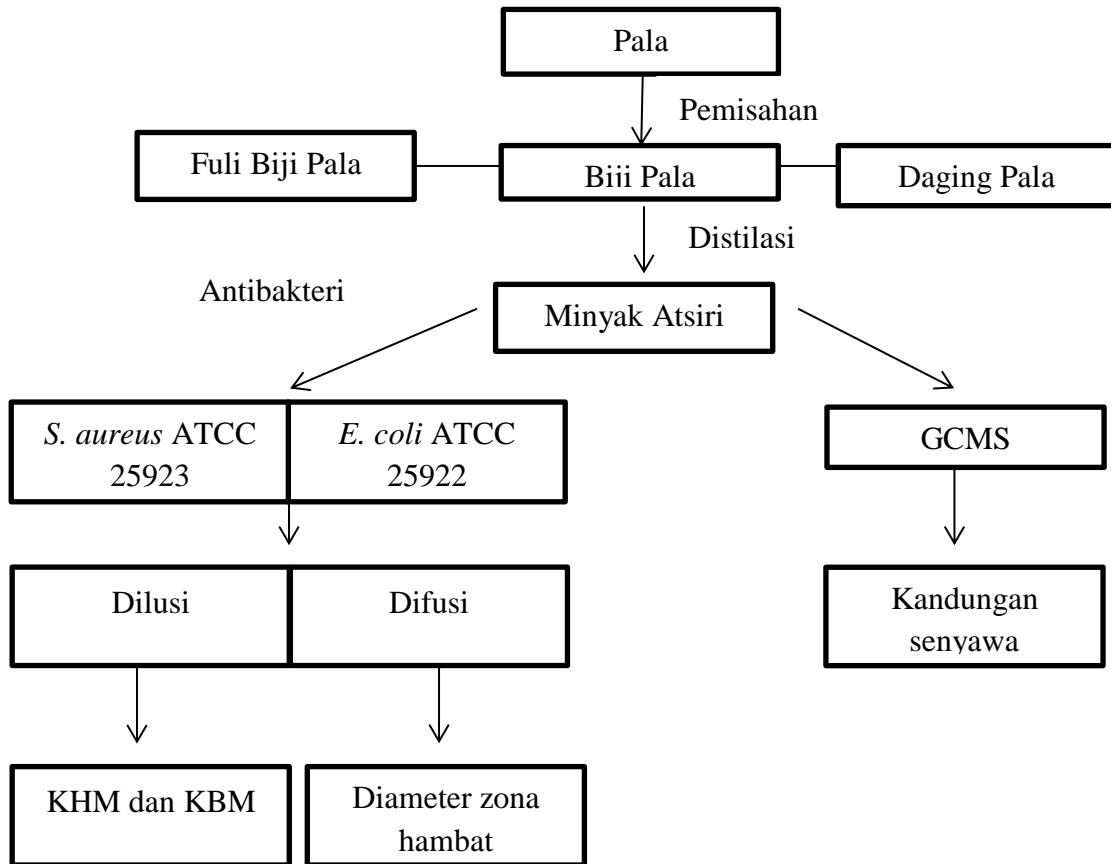 Pala
Pemisahan
Fuli Biji Pala
Biii Pala
Daging Pala
Distilasi
Antibakteri
Minyak Atsiri
S. aureus ATCC
25923
E. coli ATCC
25922
GCMS
Dilusi
Difusi
Kandungan
senyawa
KHM dan KBM
Diameter zona
hambat